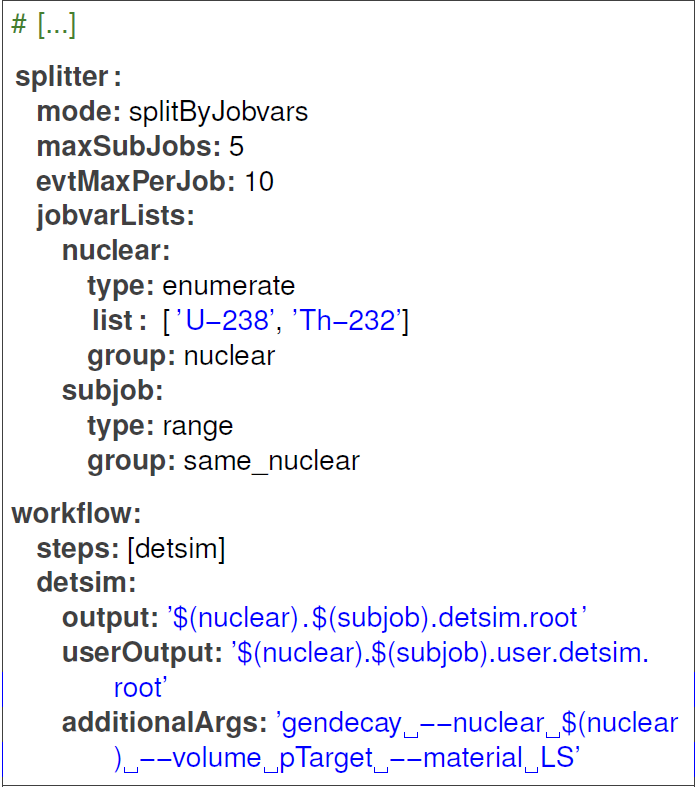 # [...]
splitter:
mode: splitByJobvars
maxSubJobs: 5
evtMaxPerJob: 10
jobvarLists:
nuclear:
type: enumerate
list: ['U−238', 'Th−232']
group: nuclear
subjob:
type: range
group: same_nuclear
workflow:
steps: [detsim]
detsim:
output: '$(nuclear).$(subjob).detsim.root'
userOutput: '$(nuclear).$(subjob).user.detsim.
root'
additionalArgs: 'gendecay␣−−nuclear␣$(nuclear
)␣−−volume␣pTarget␣−−material␣LS'